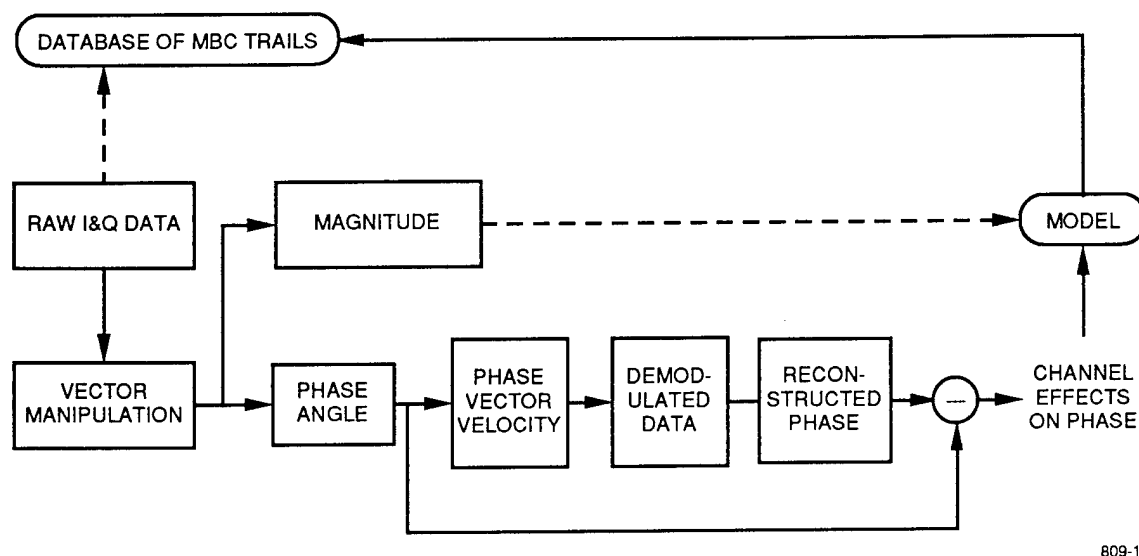 DATABASE OF MBC TRAILS
RAW I&Q DATA
MAGNITUDE
MODEL
VECTOR
MANIPULATION
PHASE
ANGLE
PHASE
VECTOR
VELOCITY
DEMOD-
ULATED
DATA
RECON-
STRUCTED
PHASE
—
CHANNEL
EFFECTS
ON PHASE
809-1